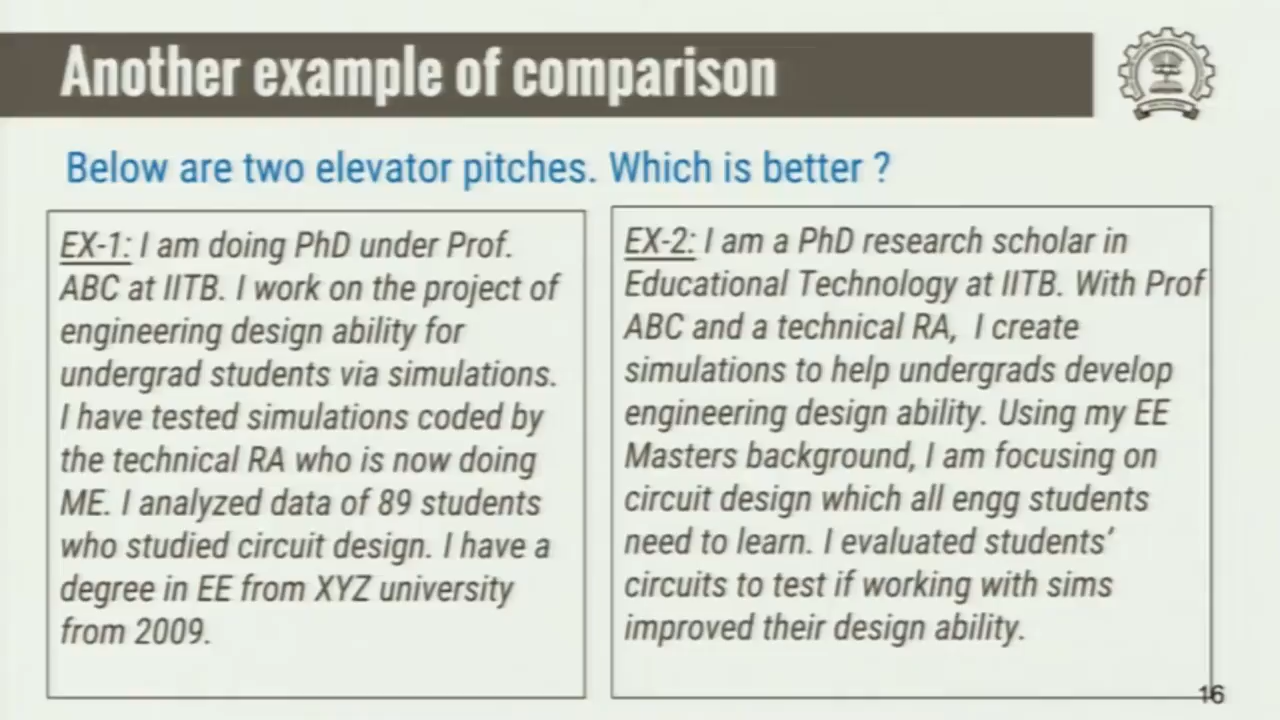 Another example of comparison
Below are two elevator pitches. Which is better ?
EX-1: I am doing PhD under Prof.
ABC at IITB. I work on the project of
engineering design ability for
undergrad students via simulations.
I have tested simulations coded by
the technical RA who is now doing
ME. I analyzed data of 89 students
who studied circuit design. I have a
degree in EE from XYZ university
from 2009.
EX-2: I am a PhD research scholar in
Educational Technology at IITB. With Prof
ABC and a technical RA, I create
simulations to help undergrads develop
engineering design ability. Using my EE
Masters background, I am focusing on
circuit design which all engg students
need to learn. I evaluated students’
circuits to test if working with sims
improved their design ability.
16